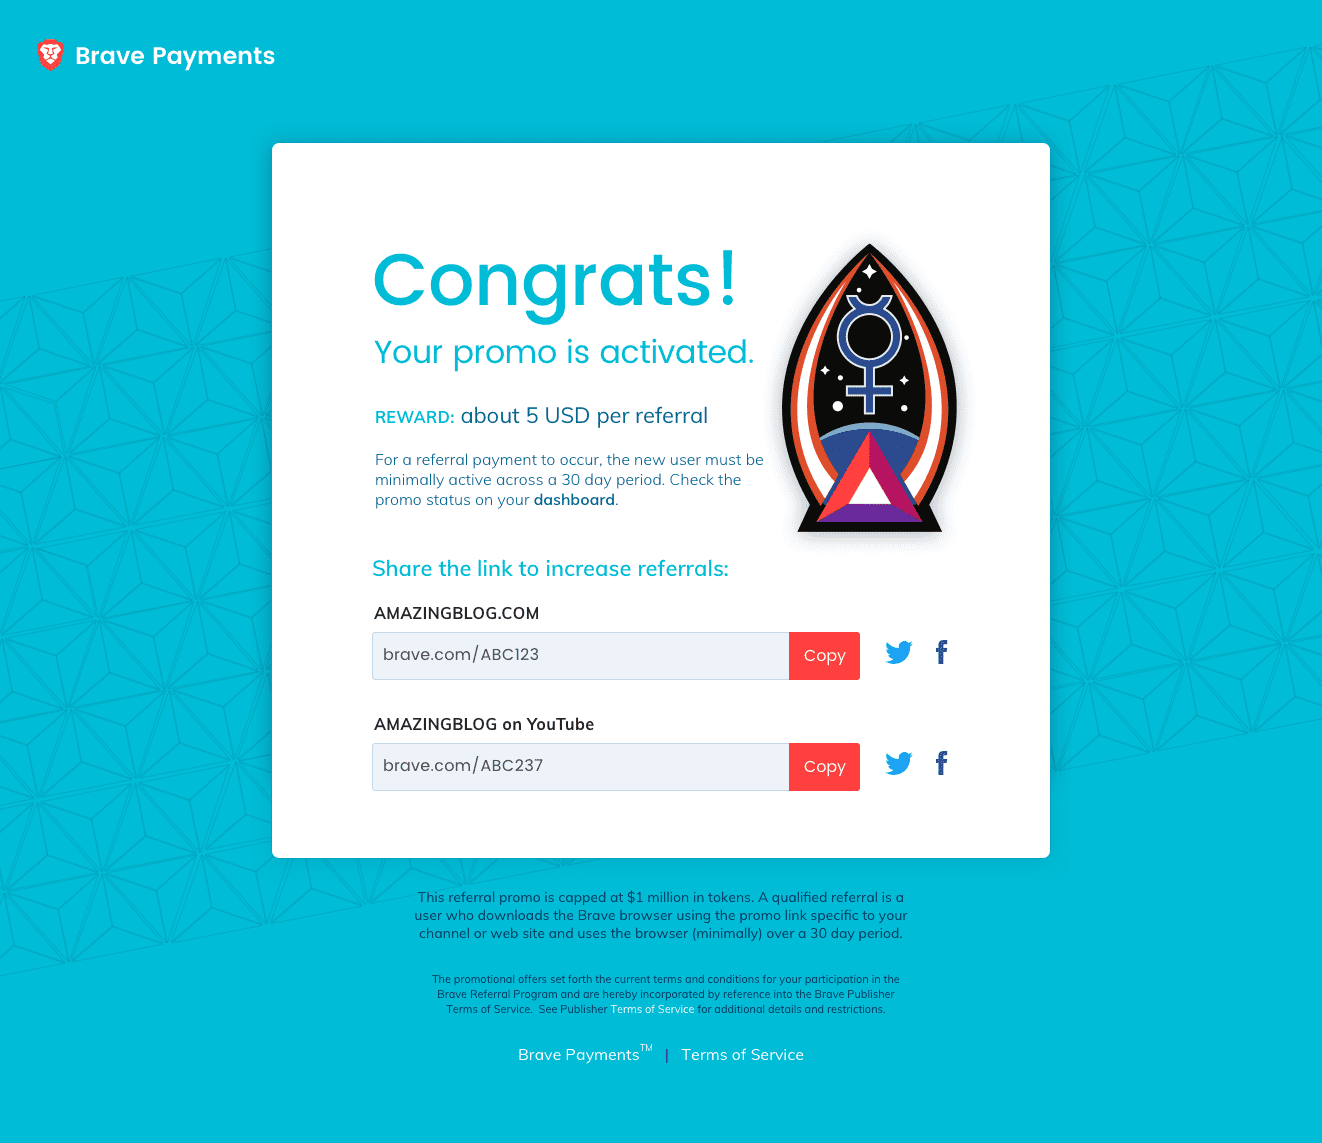 Brave Payments
Congrats!
Your promo is activated.
REWARD: about 5 USD per referral
For a referral payment to occur, the new user must be
minimally active across a 30 day period. Check the
promo status on your dashboard.
Share the link to increase referrals:
AMAZINGBLOG.COM
brave.com/ABC123
Copy
AMAZINGBLOG on YouTube
brave.com/ABC237
Copy
This referral promo is capped at $1 million in tokens. A qualified referral is a
user who downloads the Brave browser using the promo link specific to your
channel or web site and uses the browser (minimally) over a 30 day period.
The promotional offers set forth the current terms and conditions for your participation in the
Brave Referral Program and are hereby incorporated by reference into the Brave Publisher
Terms of Service.  See Publisher Terms of Service for additional details and restrictions.
Brave Payments™ | Terms of Service